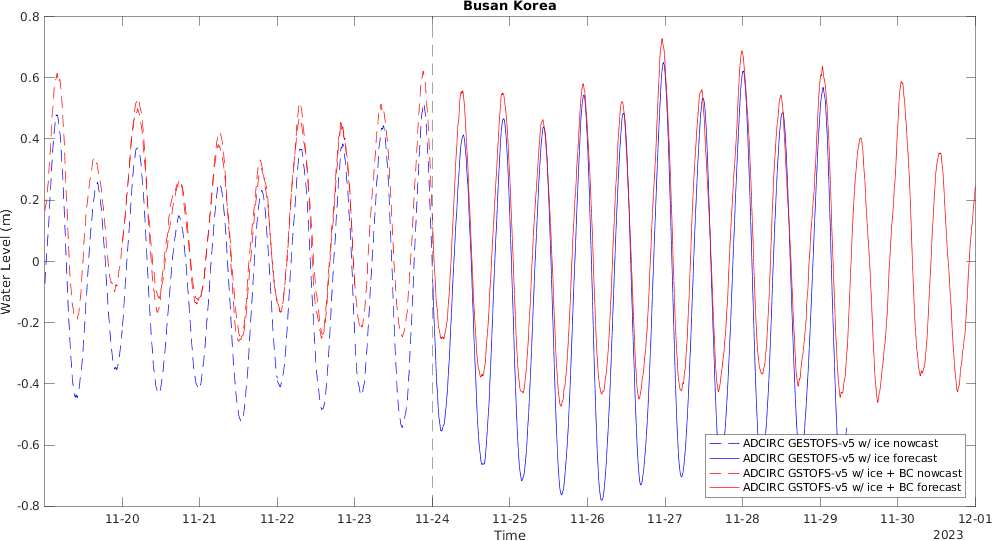 Busan Korea
0.8
0.6
0.4
0.2
0
-0.2
-0.4
-0.6
-0.8
Water Level (m)
ADCIRC GESTOFS-v5 w/ ice nowcast
ADCIRC GESTOFS-v5 w/ ice forecast
ADCIRC GSTOFS-v5 w/ ice + BC nowcast
ADCIRC GSTOFS-v5 w/ ice + BC forecast
11-20 11-21 11-22 11-23 11-24 11-25 11-26 11-27 11-28 11-29 11-30 12-01
Time
2023